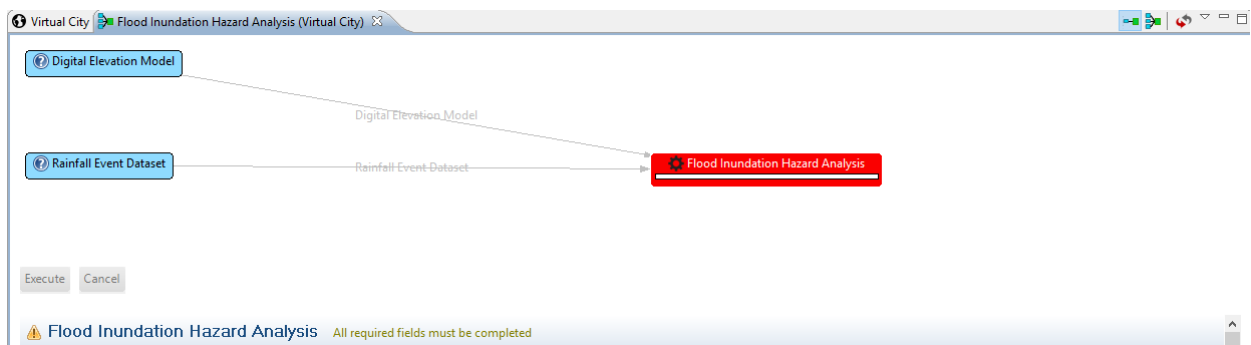 Virtual City
Flood Inundation Hazard Analysis (Virtual City)
Digital Elevation Model
Digital Elevation Model
Rainfall Event Dataset
Rainfall Event Dataset
Flood Inundation Hazard Analysis
Execute
Cancel
Flood Inundation Hazard Analysis
All required fields must be completed